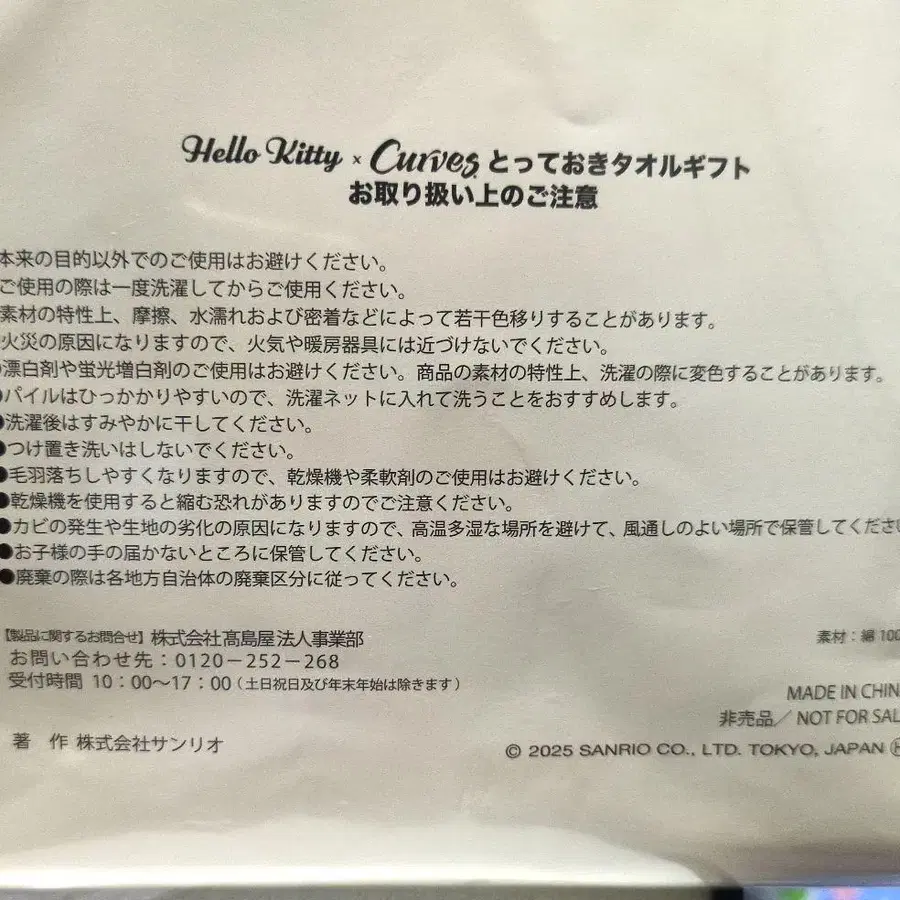 Hello Kitty × Curves とっておきタオルギフト
お取り扱い上のご注意
本来の目的以外でのご使用はお避けください。
ご使用の際は一度洗濯してからご使用ください。
素材の特性上、摩擦、水濡れおよび密着などによって若干色移りすることがあります。
火災の原因になりますので、火気や暖房器具には近づけないでください。
●漂白剤や蛍光増白剤のご使用はお避けください。商品の素材の特性上、洗濯の際に変色することがあります。
●パイルはひっかかりやすいので、洗濯ネットに入れて洗うことをおすすめします。
●洗濯後はすみやかに干してください。
●つけ置き洗いはしないでください。
●毛羽落ちしやすくなりますので、乾燥機や柔軟剤のご使用はお避けください。
●乾燥機を使用すると縮む恐れがありますのでご注意ください。
●カビの発生や生地の劣化の原因になりますので、高温多湿な場所を避けて、風通しのよい場所で保管してくださ
●お子様の手の届かないところに保管してください。
●廃棄の際は各地方自治体の廃棄区分に従ってください。
【製品に関するお問合せ】株式会社髙島屋 法人事業部
お問い合わせ先：0120－252－268
受付時間 10：00～17：00（土日祝日及び年末年始は除きます）
素材：綿 100
MADE IN CHIN
非売品／NOT FOR SAL
著 作 株式会社サンリオ
© 2025 SANRIO CO., LTD. TOKYO, JAPAN Ⓗ